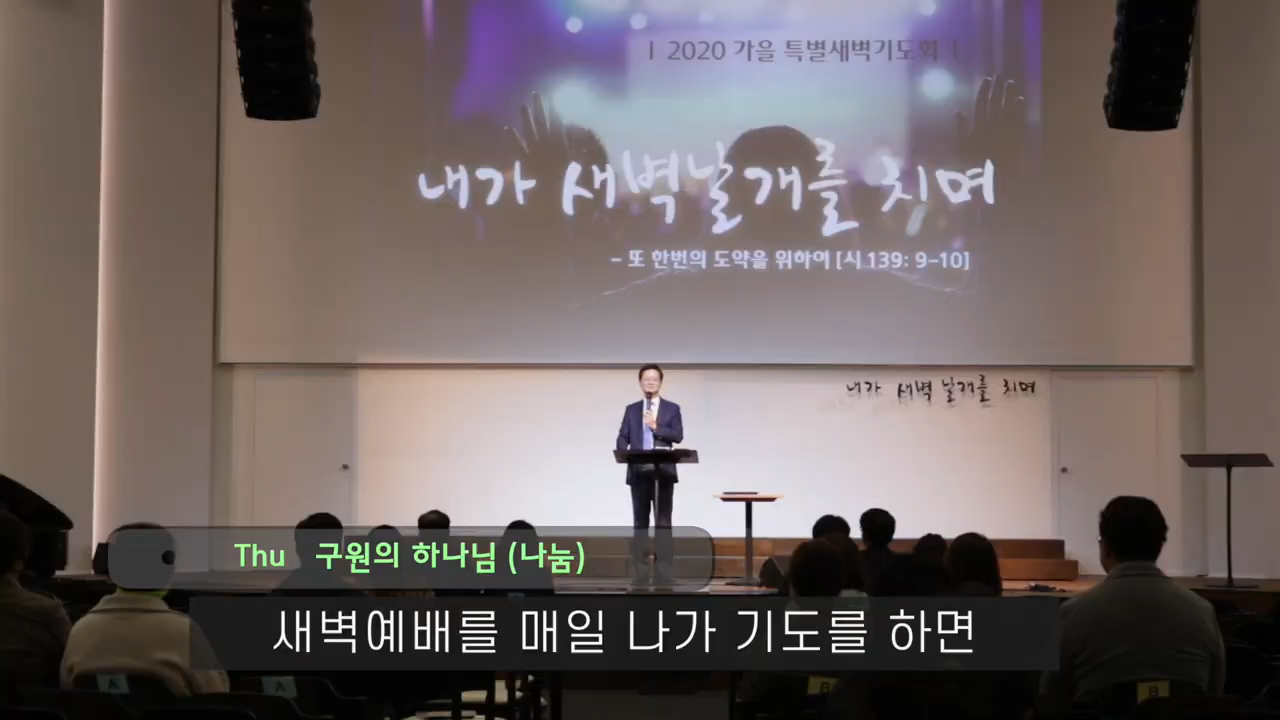 | 2020 가을 특별새벽기도회 |
내가 새벽날개를 치며
- 또 한번의 도약을 위하여 [시 139: 9-10]
내가 새벽 날개를 치며
Thu 구원의 하나님 (나눔)
새벽예배를 매일 나가 기도를 하면
A A B B